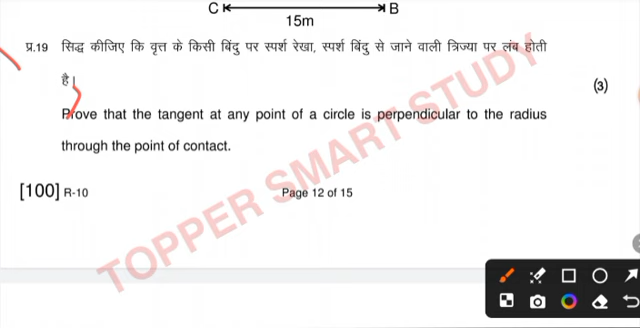 C B
15m
प्र.19 सिद्ध कीजिए कि वृत्त के किसी बिंदु पर स्पर्श रेखा, स्पर्श बिंदु से जाने वाली त्रिज्या पर लंब होती
है।
(3)
Prove that the tangent at any point of a circle is perpendicular to the radius
through the point of contact.
[100] R-10 Page 12 of 15
TOPPER SMART STUDY